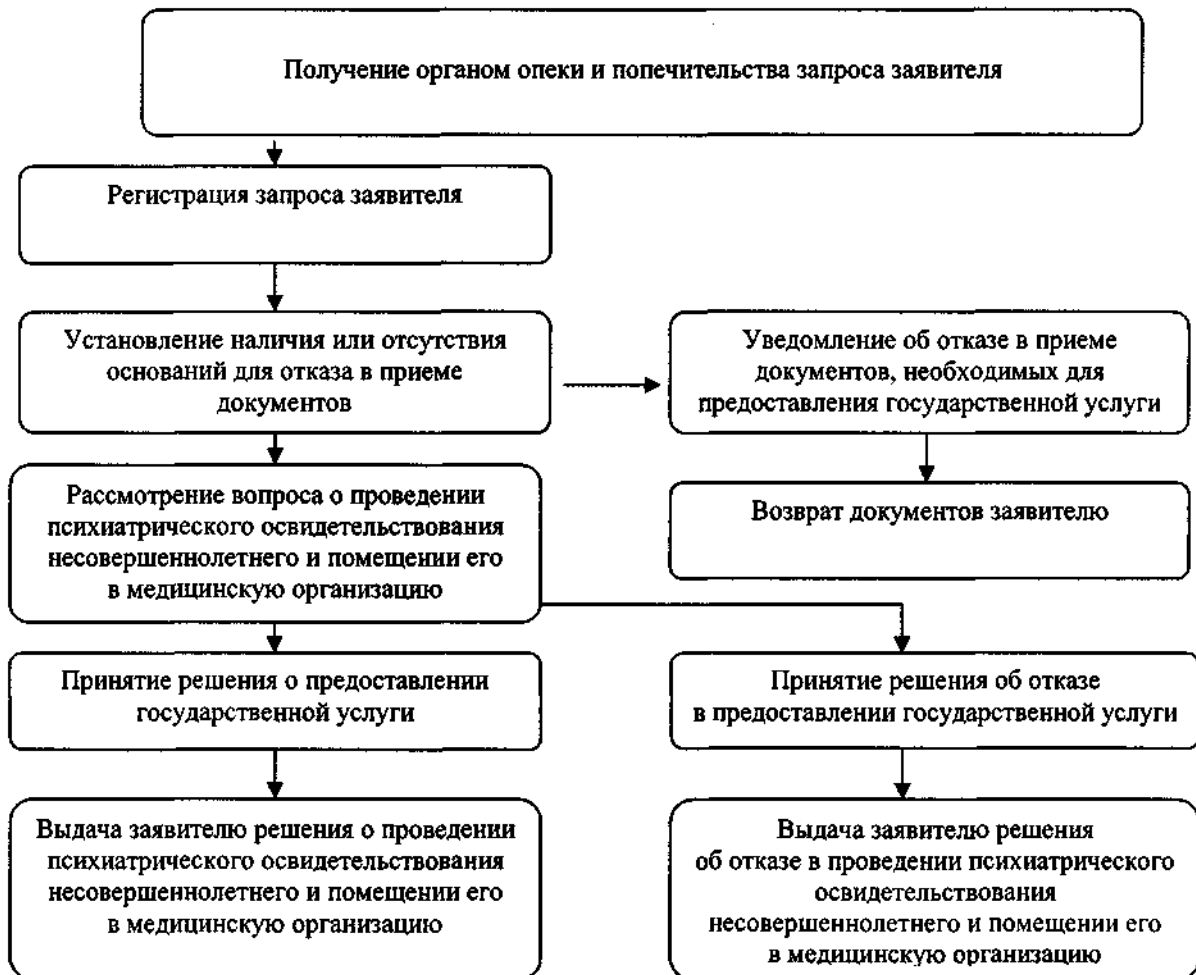 Получение органом опеки и попечительства запроса заявителя
Регистрация запроса заявителя
Установление наличия или отсутствия
оснований для отказа в приеме
документов
Уведомление об отказе в приеме
документов, необходимых для
предоставления государственной услуги
Рассмотрение вопроса о проведении
психиатрического освидетельствования
несовершеннолетнего и помещении его
в медицинскую организацию
Возврат документов заявителю
Принятие решения о предоставлении
государственной услуги
Принятие решения об отказе
в предоставлении государственной услуги
Выдача заявителю решения о проведении
психиатрического освидетельствования
несовершеннолетнего и помещении его
в медицинскую организацию
Выдача заявителю решения
об отказе в проведении психиатрического
освидетельствования
несовершеннолетнего и помещении его
в медицинскую организацию